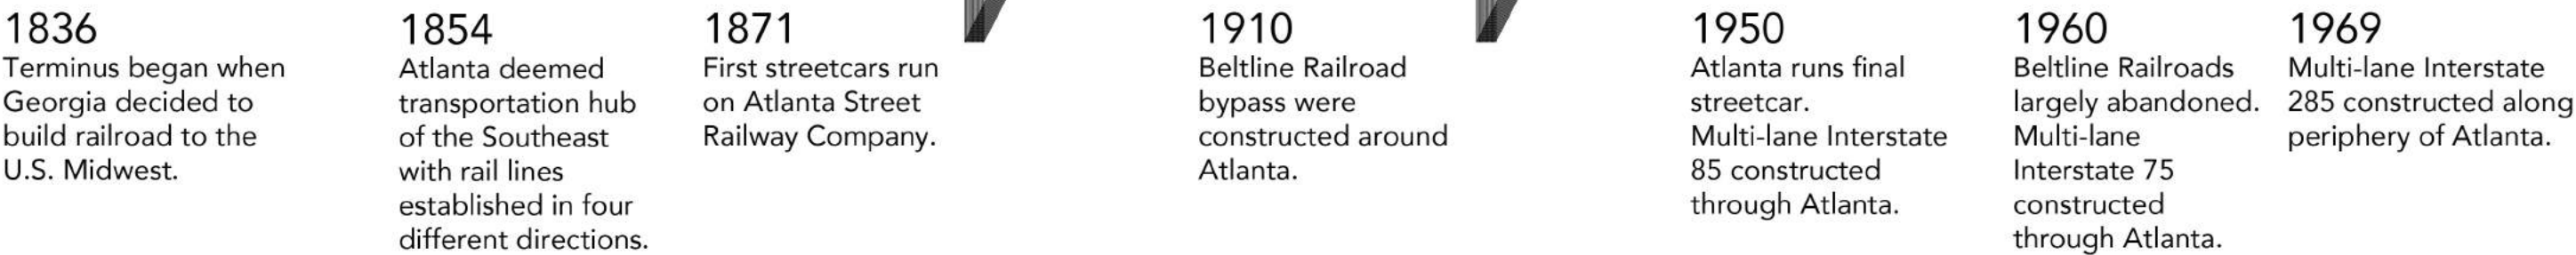 1836
Terminus began when
Georgia decided to
build railroad to the
U.S. Midwest.
1854
Atlanta deemed
transportation hub
of the Southeast
with rail lines
established in four
different directions.
1871
First streetcars run
on Atlanta Street
Railway Company.
1910
Beltline Railroad
bypass were
constructed around
Atlanta.
1950
Atlanta runs final
streetcar.
Multi-lane Interstate
85 constructed
through Atlanta.
1960
Beltline Railroads
largely abandoned.
Multi-lane
Interstate 75
constructed
through Atlanta.
1969
Multi-lane Interstate
285 constructed along
periphery of Atlanta.